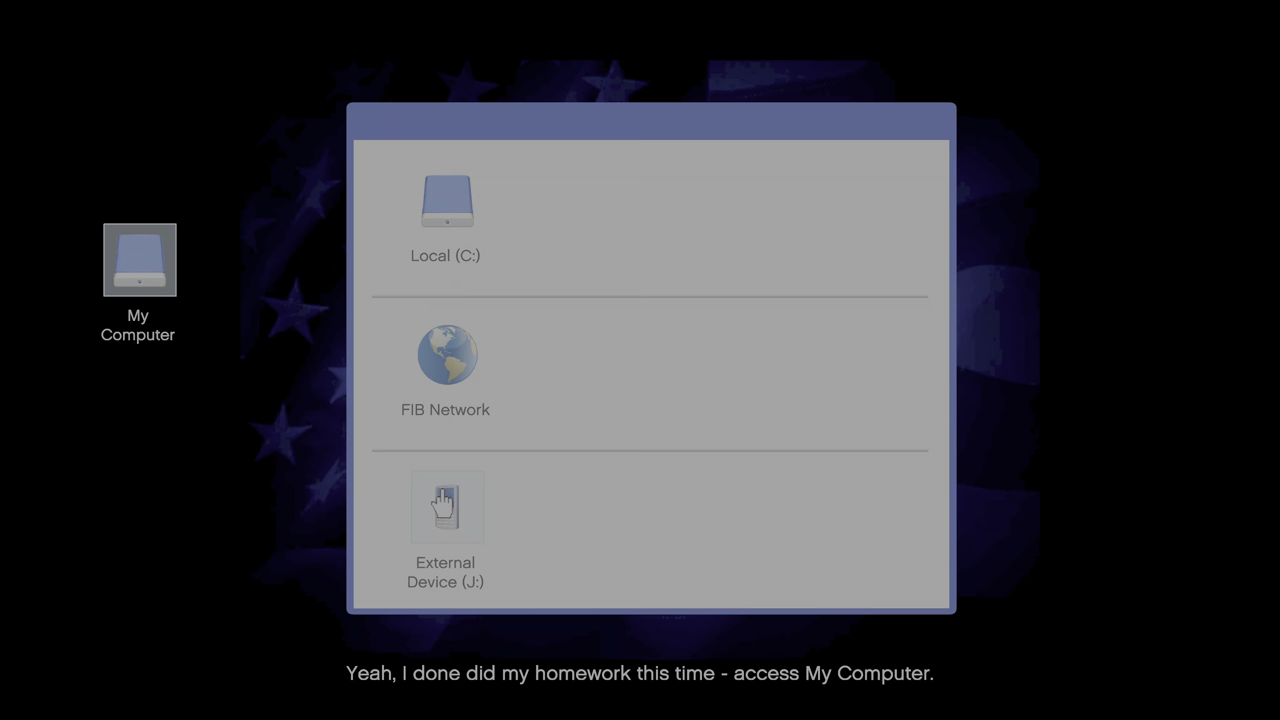 Local (C:)
My
Computer
FIB Network
External
Device (J:)
Yeah, I done did my homework this time - access My Computer.